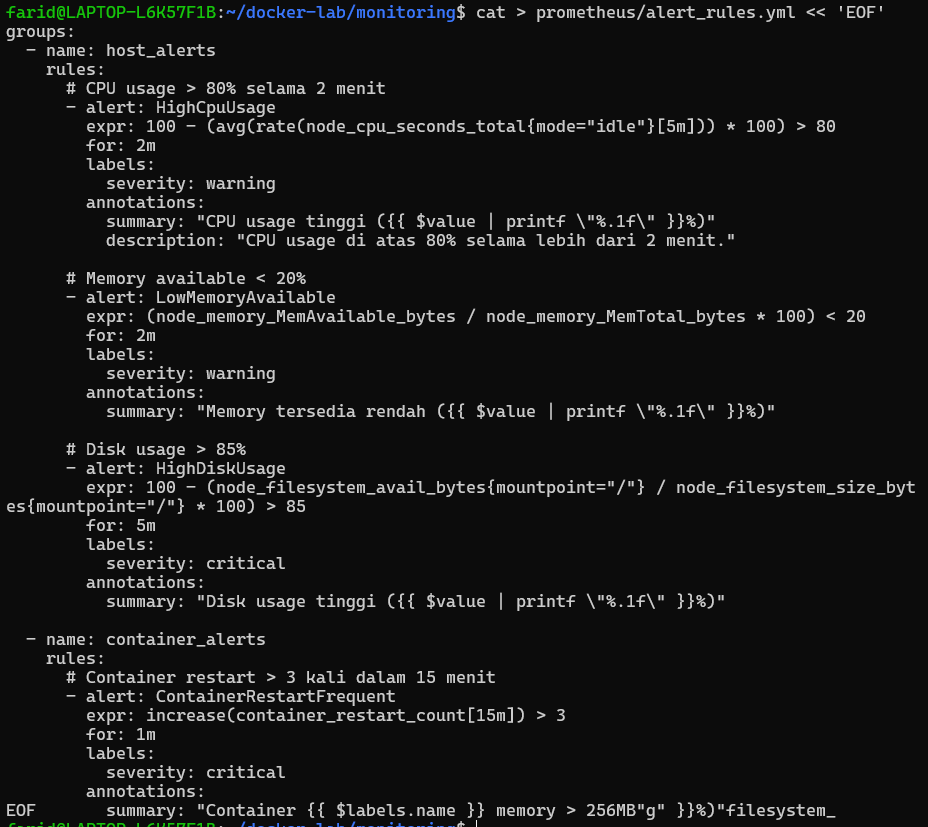 farid@LAPTOP-L6K57F1B:~/docker-lab/monitoring$ cat > prometheus/alert_rules.yml << 'EOF'
groups:
  - name: host_alerts
    rules:
      # CPU usage > 80% selama 2 menit
      - alert: HighCpuUsage
        expr: 100 - (avg(rate(node_cpu_seconds_total{mode="idle"}[5m])) * 100) > 80
        for: 2m
        labels:
          severity: warning
        annotations:
          summary: "CPU usage tinggi ({{ $value | printf \"%.1f\" }}%)"
          description: "CPU usage di atas 80% selama lebih dari 2 menit."

      # Memory available < 20%
      - alert: LowMemoryAvailable
        expr: (node_memory_MemAvailable_bytes / node_memory_MemTotal_bytes * 100) < 20
        for: 2m
        labels:
          severity: warning
        annotations:
          summary: "Memory tersedia rendah ({{ $value | printf \"%.1f\" }}%)"

      # Disk usage > 85%
      - alert: HighDiskUsage
        expr: 100 - (node_filesystem_avail_bytes{mountpoint="/"} / node_filesystem_size_byt
es{mountpoint="/"} * 100) > 85
        for: 5m
        labels:
          severity: critical
        annotations:
          summary: "Disk usage tinggi ({{ $value | printf \"%.1f\" }}%)"

  - name: container_alerts
    rules:
      # Container restart > 3 kali dalam 15 menit
      - alert: ContainerRestartFrequent
        expr: increase(container_restart_count[15m]) > 3
        for: 1m
        labels:
          severity: critical
        annotations:
EOF       summary: "Container {{ $labels.name }} memory > 256MB"g" }}%)"filesystem_
farid@LAPTOP-L6K57F1B:~/docker-lab/monitoring$